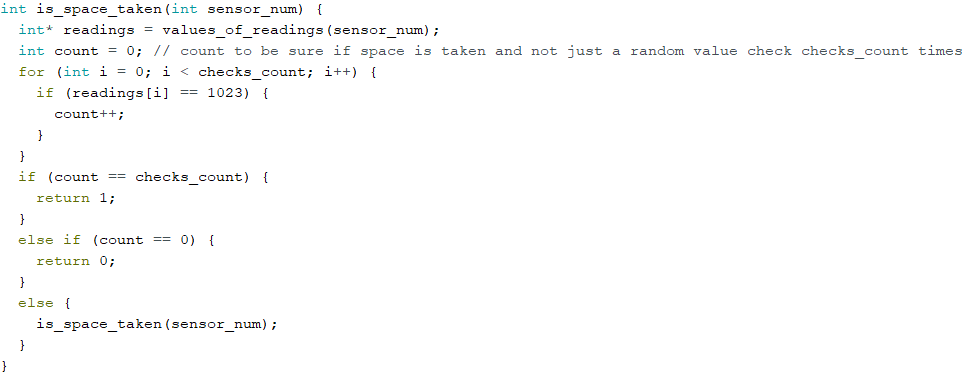 int is_space_taken(int sensor_num) {
  int* readings = values_of_readings(sensor_num);
  int count = 0; // count to be sure if space is taken and not just a random value check checks_count times
  for (int i = 0; i < checks_count; i++) {
    if (readings[i] == 1023) {
      count++;
    }
  }
  if (count == checks_count) {
    return 1;
  }
  else if (count == 0) {
    return 0;
  }
  else {
    is_space_taken(sensor_num);
  }
}